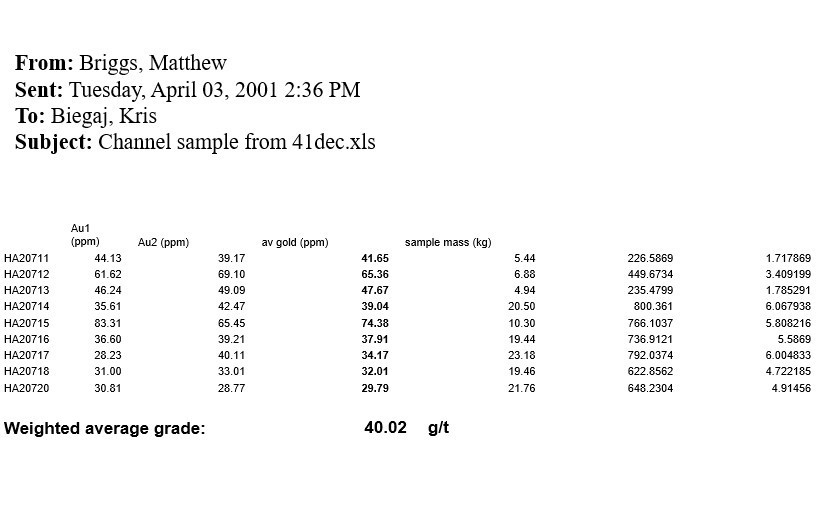 From: Briggs, Matthew
Sent: Tuesday, April 03, 2001 2:36 PM
To: Biegaj, Kris
Subject: Channel sample from 41dec.xls
Au1
(ppm) Au2 (ppm) av gold (ppm) sample mass (kg)
HA20711 44.13 39.17 41.65 5.44 226.5869 1.717869
HA20712 61.62 69.10 65.36 6.88 449.6734 3.409199
HA20713 46.24 49.09 47.67 4.94 235.4799 1.785291
HA20714 35.61 42.47 39.04 20.50 800.361 6.067938
HA20715 83.31 65.45 74.38 10.30 766.1037 5.808216
HA20716 36.60 39.21 37.91 19.44 736.9121 5.5869
HA20717 28.23 40.11 34.17 23.18 792.0374 6.004833
HA20718 31.00 33.01 32.01 19.46 622.8562 4.722185
HA20720 30.81 28.77 29.79 21.76 648.2304 4.91456
Weighted average grade: 40.02 g/t